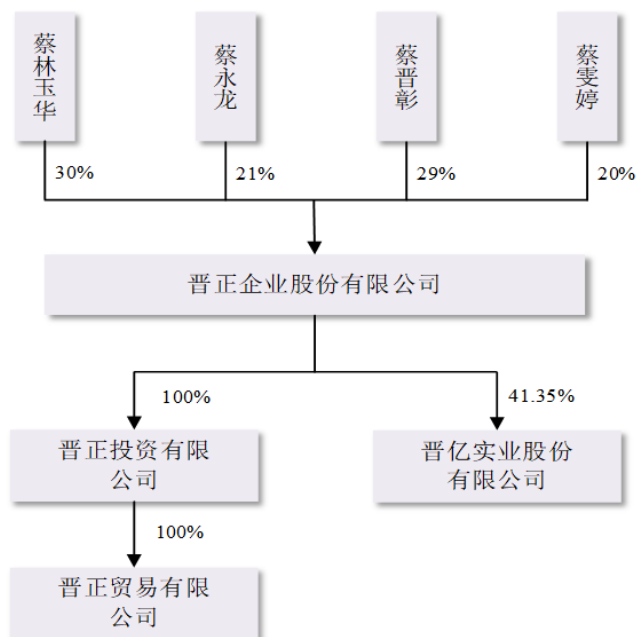 蔡林玉华
蔡永龙
蔡晋彰
蔡雯婷
30%
21%
29%
20%
晋正企业股份有限公司
100%
41.35%
晋正投资有限
公司
晋亿实业股份
有限公司
100%
晋正贸易有限
公司